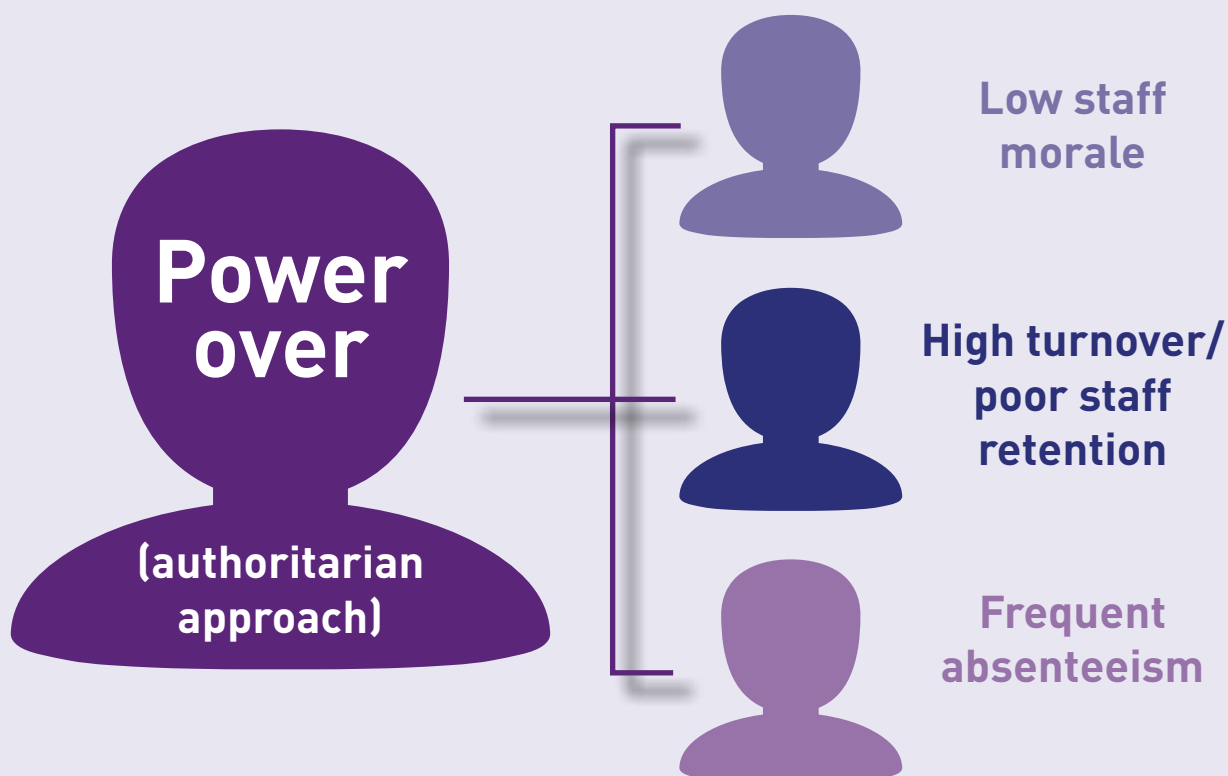 Power
over
(authoritarian
approach)
Low staff
morale
High turnover/
poor staff
retention
Frequent
absenteeism